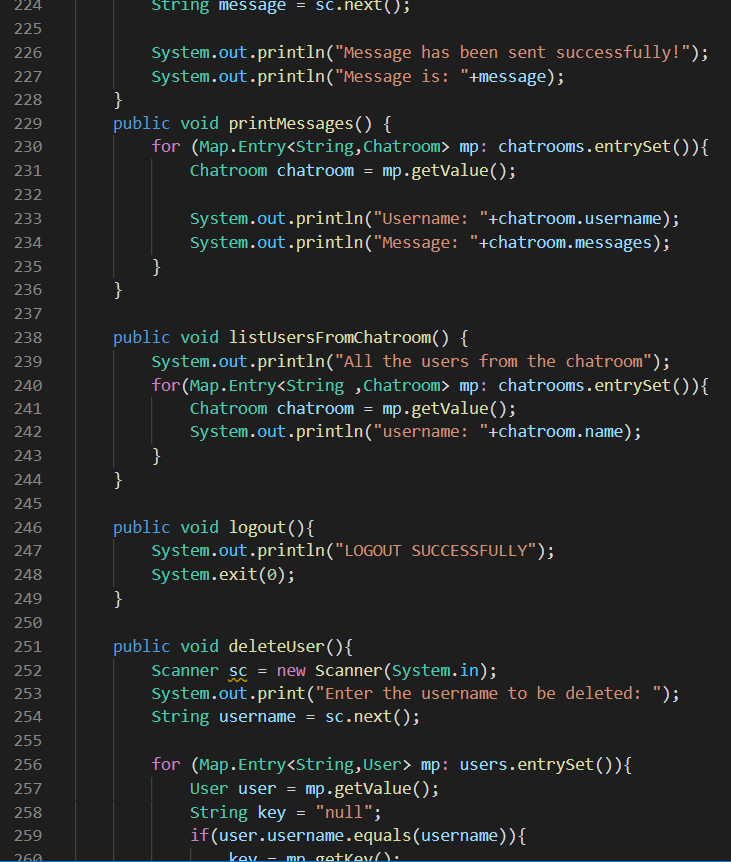 224 String message = sc.next();
225
226 System.out.println("Message has been sent successfully!");
227 System.out.println("Message is: "+message);
228 }
229 public void printMessages() {
230 for (Map.Entry<String,Chatroom> mp: chatrooms.entrySet()){
231 Chatroom chatroom = mp.getValue();
232
233 System.out.println("Username: "+chatroom.username);
234 System.out.println("Message: "+chatroom.messages);
235 }
236 }
237
238 public void listUsersFromChatroom() {
239 System.out.println("All the users from the chatroom");
240 for(Map.Entry<String ,Chatroom> mp: chatrooms.entrySet()){
241 Chatroom chatroom = mp.getValue();
242 System.out.println("username: "+chatroom.name);
243 }
244 }
245
246 public void logout(){
247 System.out.println("LOGOUT SUCCESSFULLY");
248 System.exit(0);
249 }
250
251 public void deleteUser(){
252 Scanner sc = new Scanner(System.in);
253 System.out.print("Enter the username to be deleted: ");
254 String username = sc.next();
255
256 for (Map.Entry<String,User> mp: users.entrySet()){
257 User user = mp.getValue();
258 String key = "null";
259 if(user.username.equals(username)){
260 key = mp.getKey();